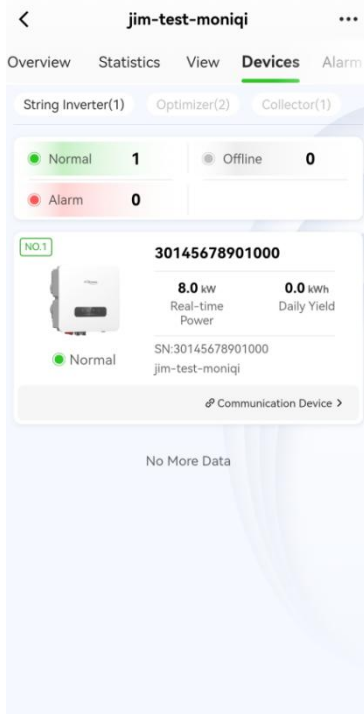 jim-test-moniqi
Overview Statistics View Devices Alarm
String Inverter(1) Optimizer(2) Collector(1)
Normal 1 Offline 0
Alarm 0
NO.1
30145678901000
8.0 kW 0.0 kWh
Real-time Daily Yield
Power
SN:30145678901000
Normal
jim-test-moniqi
Communication Device >
No More Data